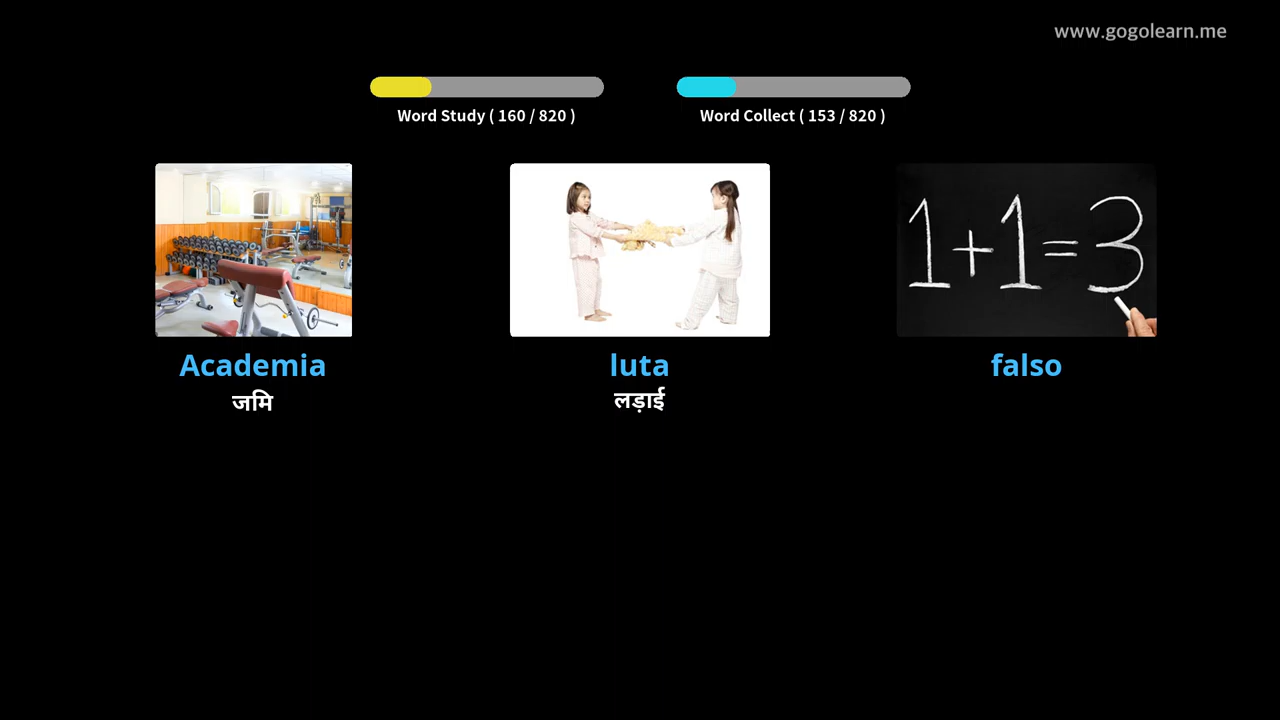 www.gogolearn.me
Word Study ( 160 / 820 )
Word Collect ( 153 / 820 )
1+1=3
Academia
luta
falso
जमि
लड़ाई